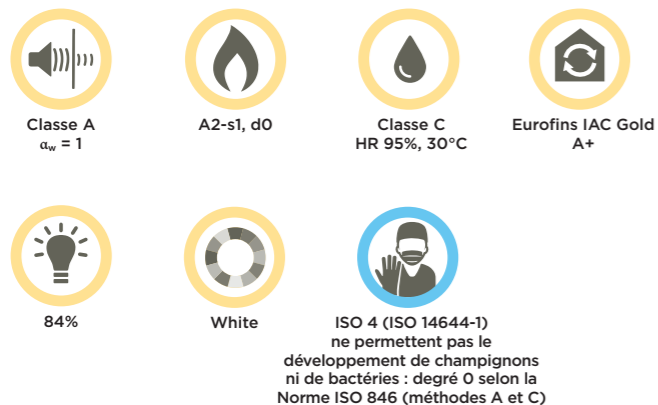 Classe A
αw = 1
A2-s1, d0
Classe C
HR 95%, 30°C
Eurofins IAC Gold
A+
84%
White
ISO 4 (ISO 14644-1)
ne permettent pas le
développement de champignons
ni de bactéries : degré 0 selon la
Norme ISO 846 (méthodes A et C)